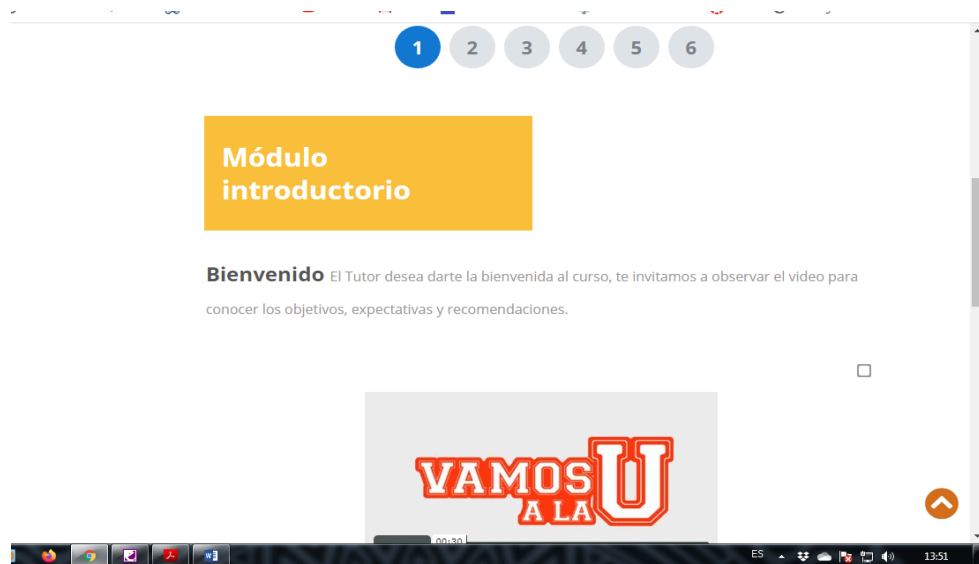 1 2 3 4 5 6
Módulo
introductorio
Bienvenido El Tutor desea darte la bienvenida al curso, te invitamos a observar el video para
conocer los objetivos, expectativas y recomendaciones.
VAMOS
A LA U
00:30
ES 13:51